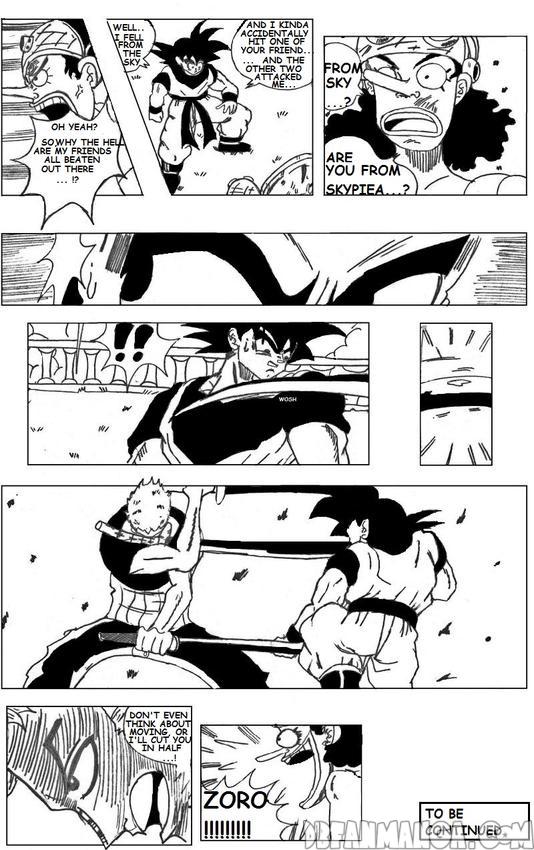 WELL..
I FELL
FROM
THE
SKY
AND I KINDA
ACCIDENTALLY
HIT ONE OF
YOUR FRIEND...
... AND THE
OTHER TWO
ATTACKED
ME...
OH YEAH?
SO,WHY THE HELL
ARE MY FRIENDS
ALL BEATEN
OUT THERE
... !?
FROM
SKY
...?
ARE
YOU FROM
SKYPIEA...?
!!
WOSH
DON'T EVEN
THINK ABOUT
MOVING, OR
I'LL CUT YOU
IN HALF
...!
ZORO
!!!!!!!!!
TO BE
CONTINUED
DBFANMANGA.COM